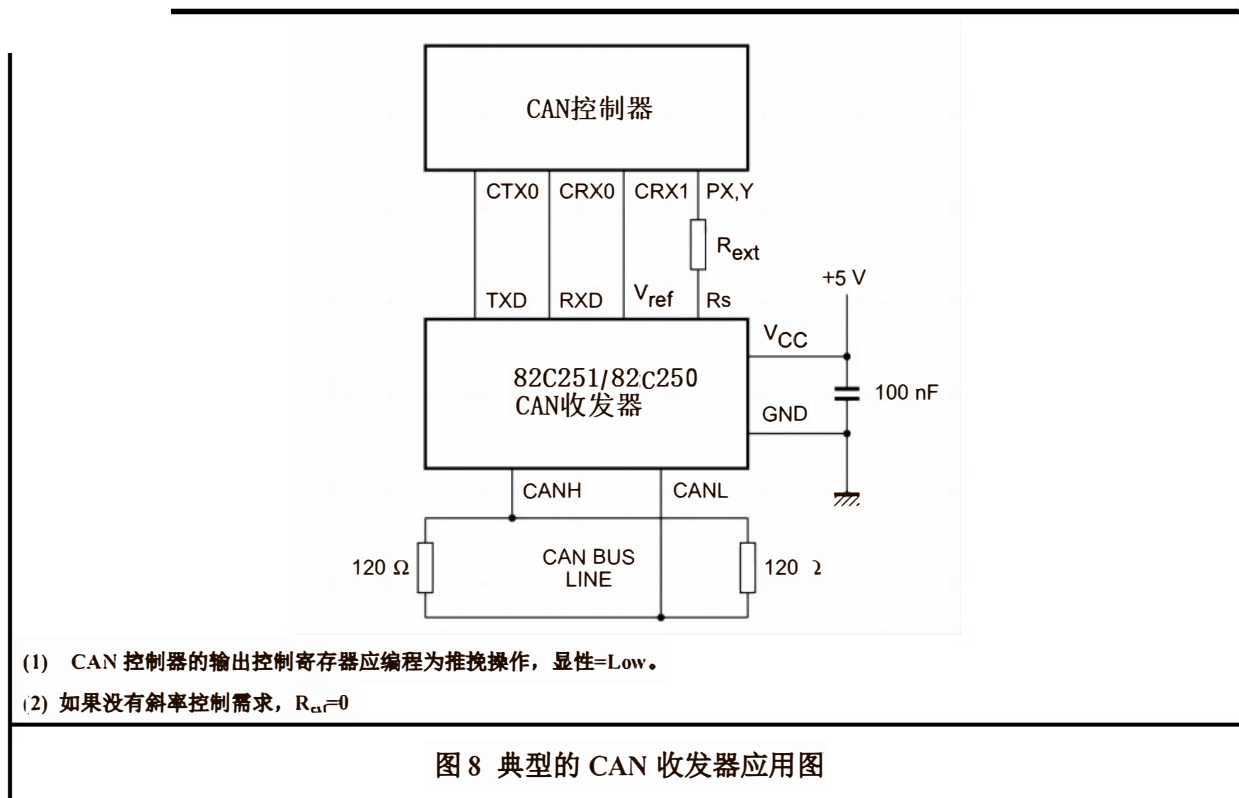 CAN控制器
CTX0 CRX0 CRX1 PX,Y
Rext
+5 V
TXD RXD Vref Rs
VCC
82C251/82C250
CAN收发器
100 nF
GND
CANH CANL
120 Ω CAN BUS LINE 120
(1) CAN 控制器的输出控制寄存器应编程为推挽操作，显性=Low。
(2) 如果没有斜率控制需求，Rext=0
图 8 典型的 CAN 收发器应用图